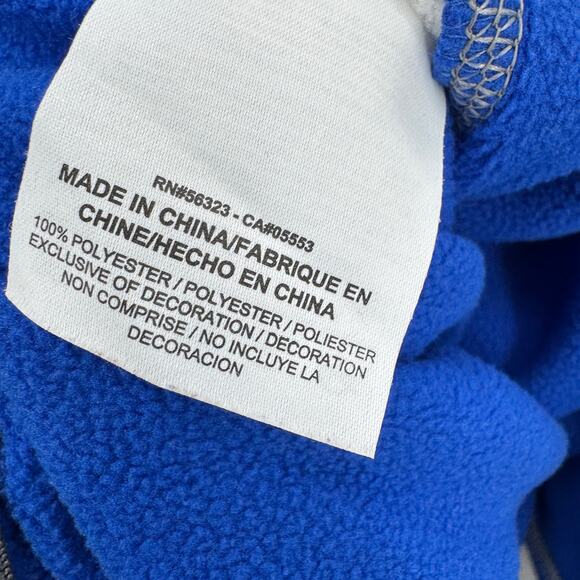 RN#56323 - CA#05553
MADE IN CHINA/FABRIQUE EN
CHINE/HECHO EN CHINA
100% POLYESTER / POLYESTER / POLIESTER
EXCLUSIVE OF DECORATION / DECORATION
NON COMPRISE / NO INCLUYE LA
DECORACION